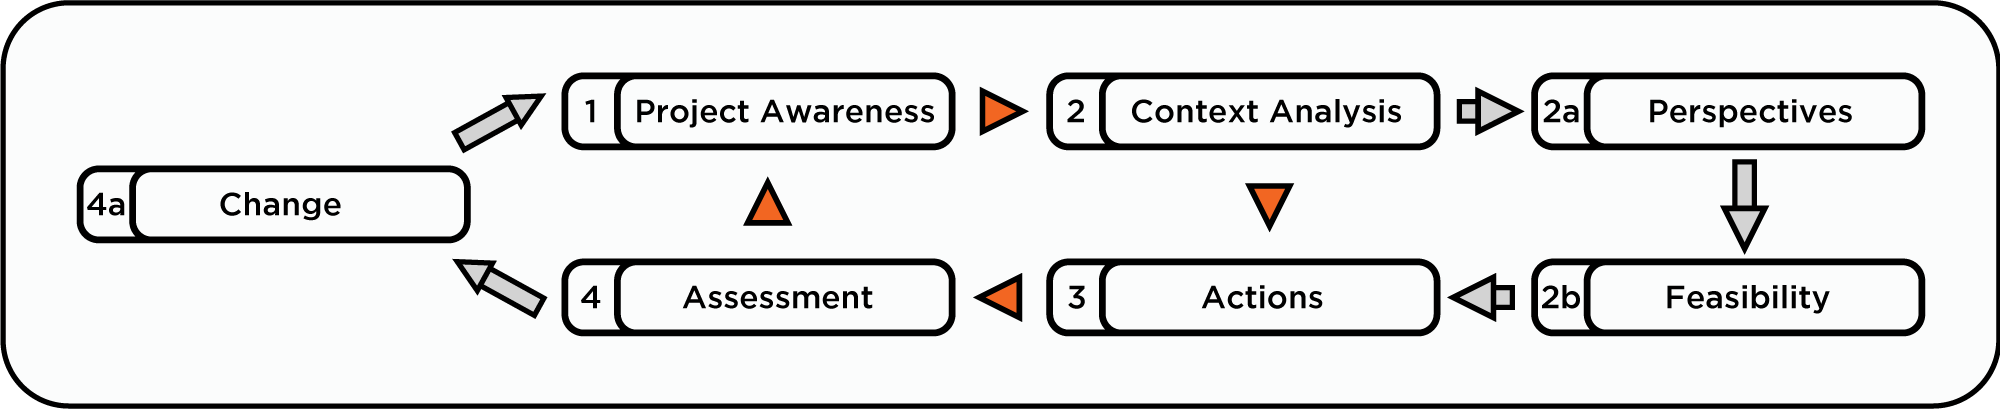 1 Project Awareness
2 Context Analysis
2a Perspectives
4a Change
4 Assessment
3 Actions
2b Feasibility